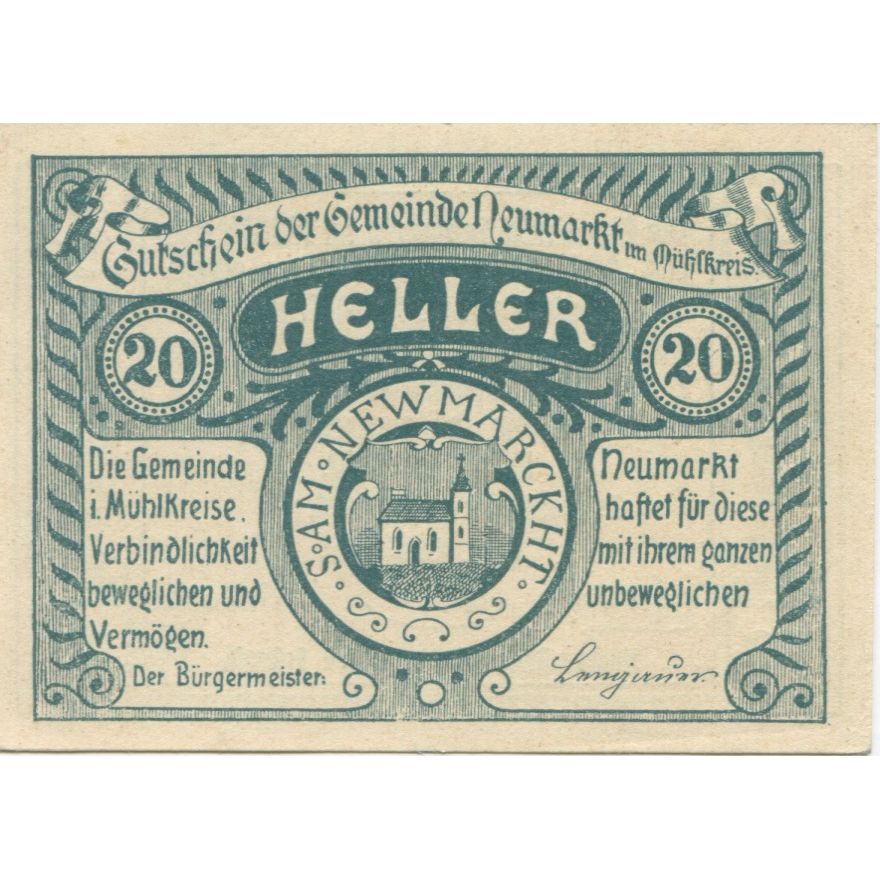 Gutschein der Gemeinde Neumarkt im Mühlkreis.
HELLER
20 20
S·AM·NEWMARCKHT·
Die Gemeinde Neumarkt
i. Mühlkreise. haftet für diese
Verbindlichkeit mit ihrem ganzen
beweglichen und unbeweglichen
Vermögen.
Der Bürgermeister: